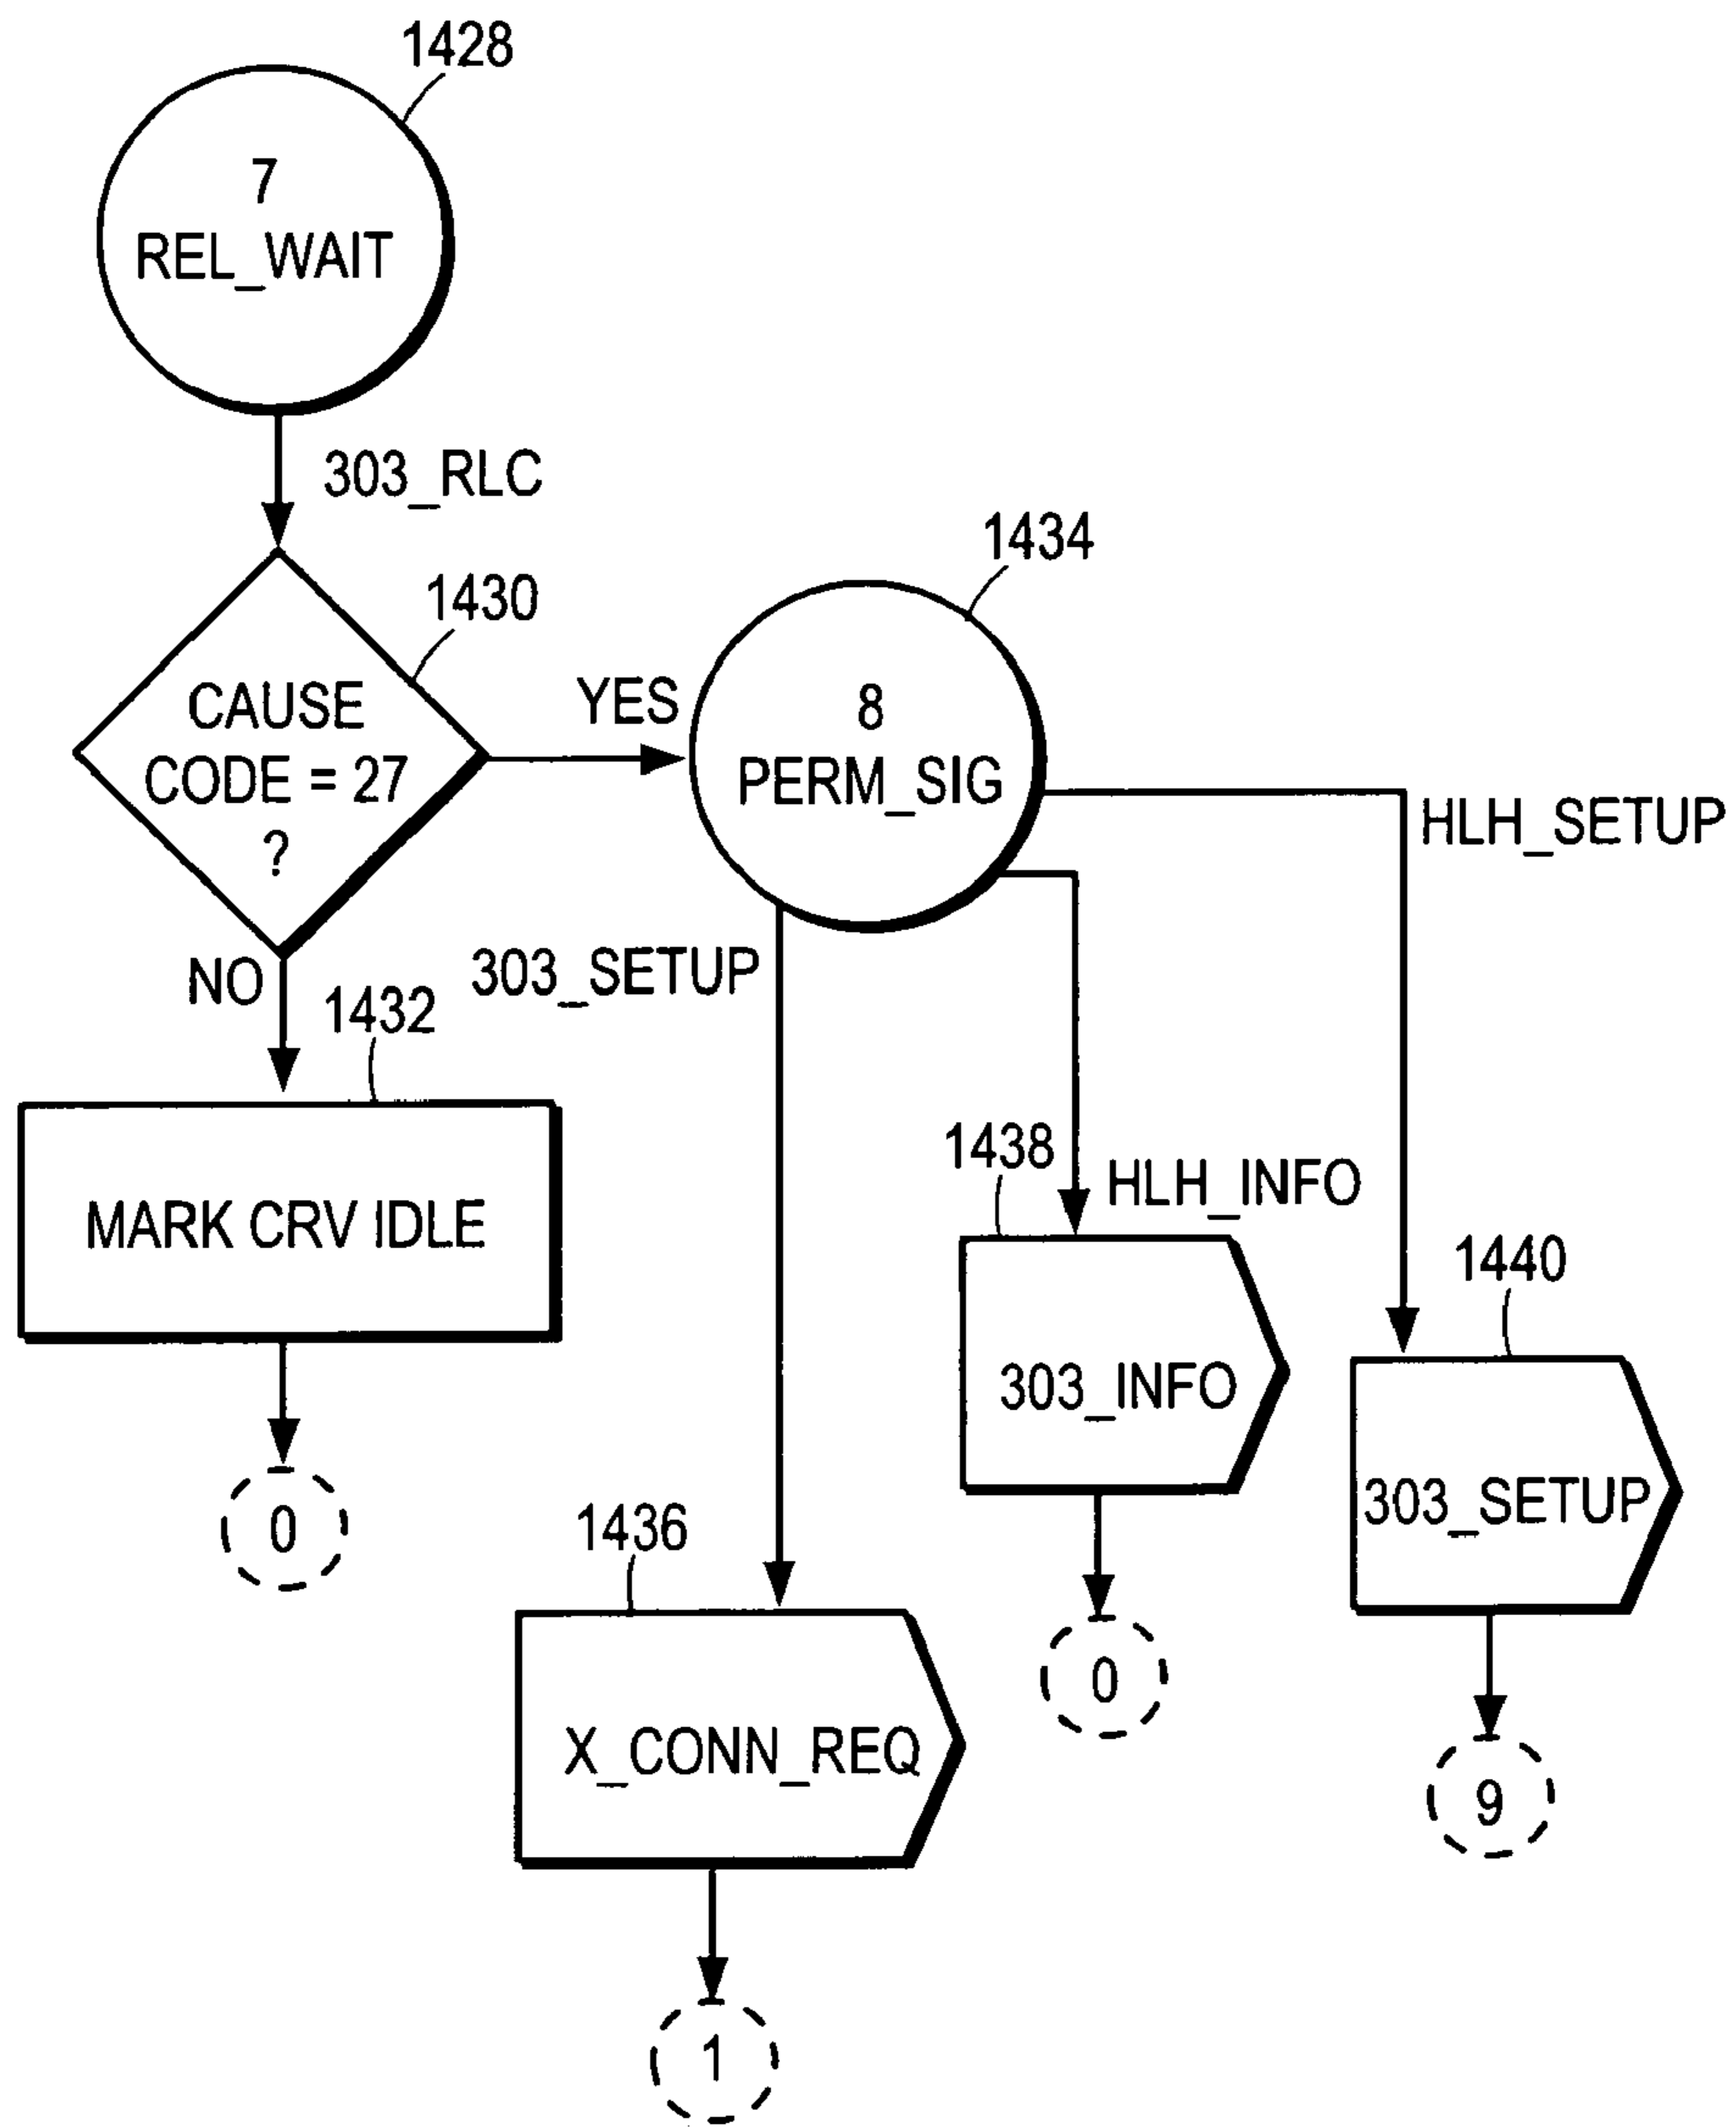 1428
7
REL_WAIT
303_RLC
1430
CAUSE
CODE = 27
?
YES
NO
1434
8
PERM_SIG
HLH_SETUP
303_SETUP
1432
MARK CRV IDLE
0
1438
HLH_INFO
303_INFO
0
1440
303_SETUP
9
1436
X_CONN_REQ
1